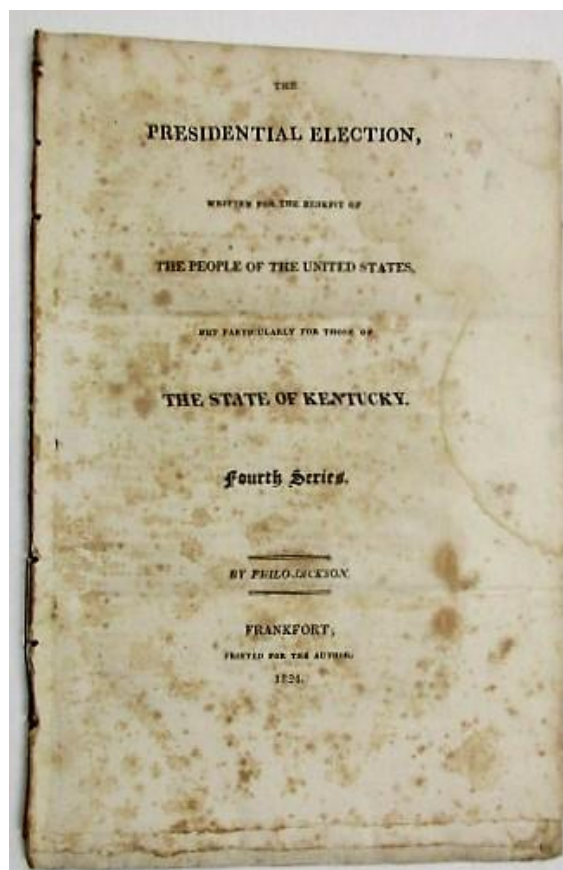 THE
PRESIDENTIAL ELECTION,
WRITTEN FOR THE BENEFIT OF
THE PEOPLE OF THE UNITED STATES,
BUT PARTICULARLY FOR THOSE OF
THE STATE OF KENTUCKY.
Fourth Series.
BY PHILO-JACKSON.
FRANKFORT,
PRINTED FOR THE AUTHOR.
1824.